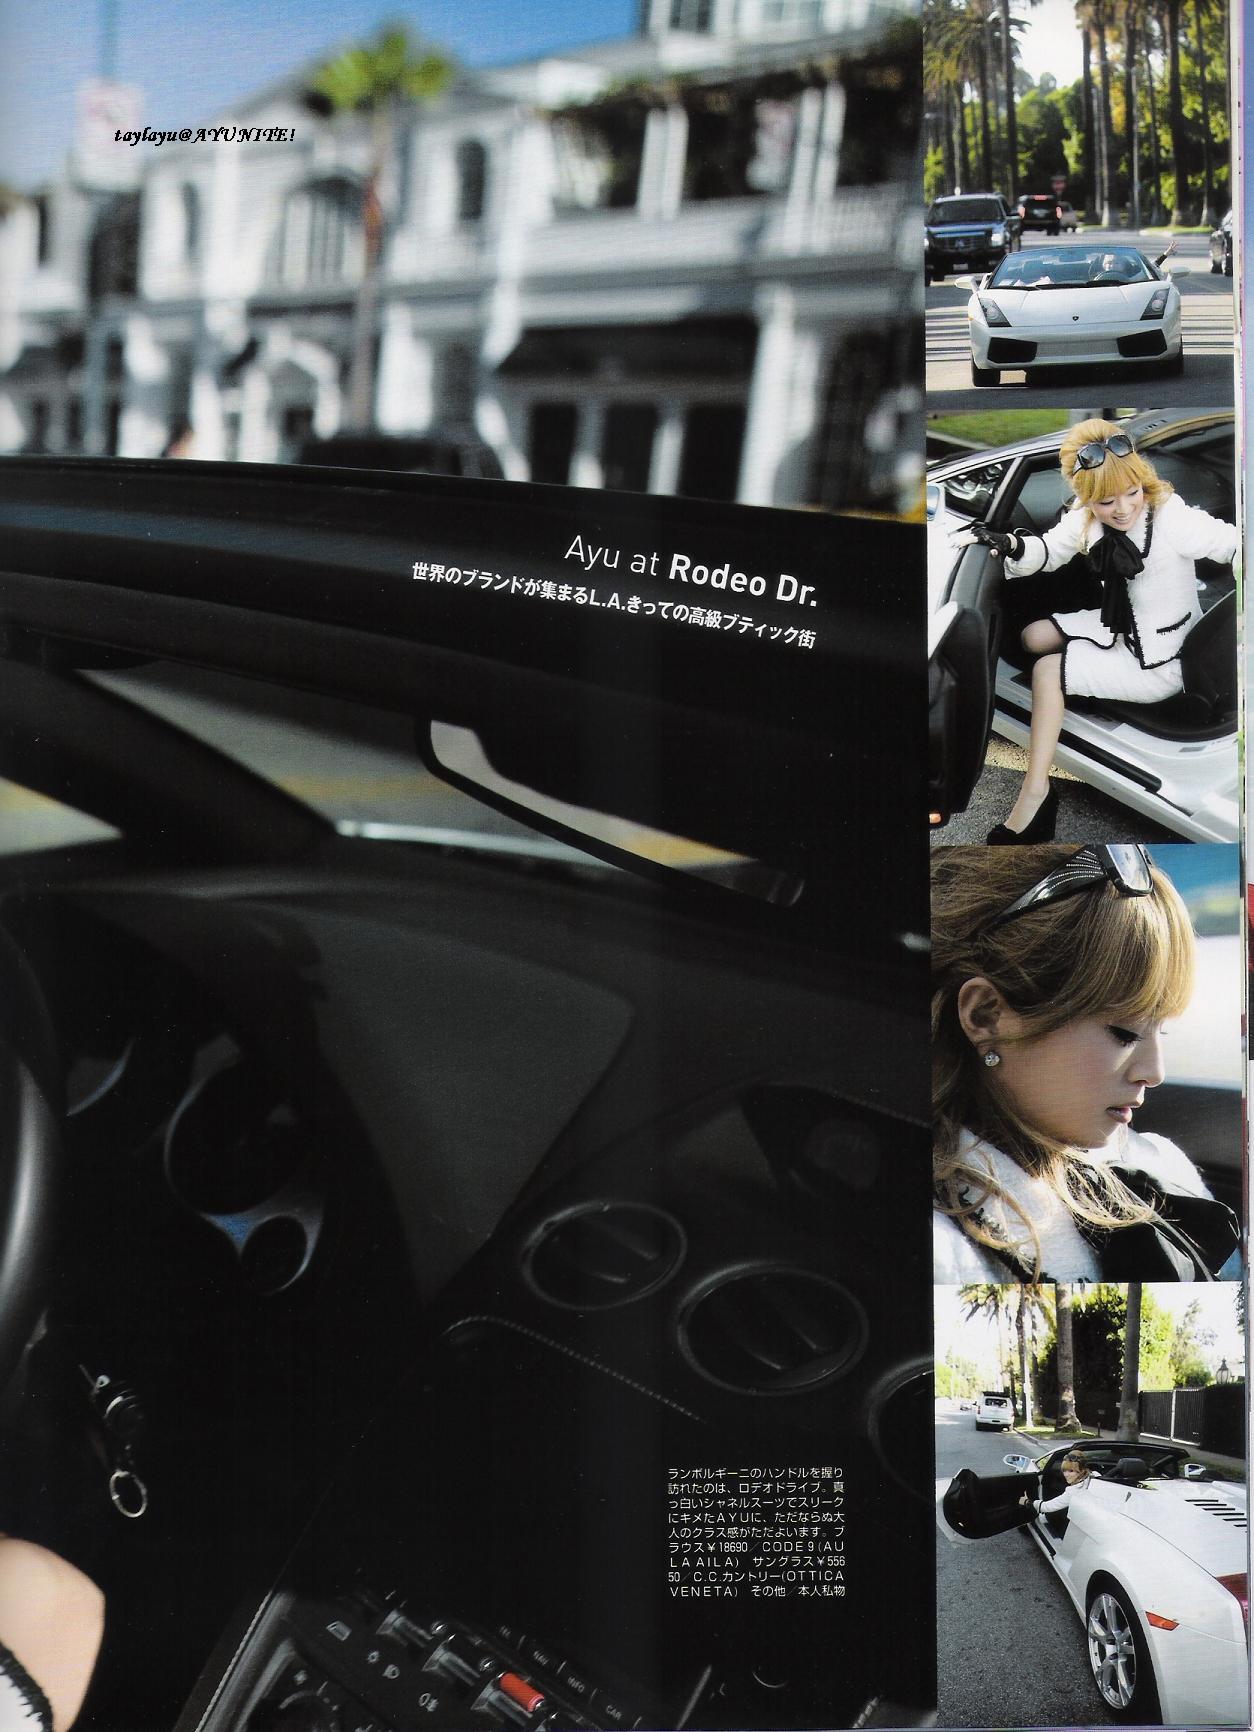 taylayu@AYUNITE!
Ayu at Rodeo Dr.
世界のブランドが集まるL.A.きっての高級ブティック街
ランボルギーニのハンドルを握り
訪れたのは、ロデオドライブ。真
っ白いシャネルスーツでスリーク
にキメたAYUに、ただならぬ大
人のクラス感がただよいます。ブ
ラウス￥18690／CODE9(AU
LA AILA)　サングラス￥556
50／C.C.カントリー(OTTICA
VENETA)　その他／本人私物
TEL
NAV
INFO
CAR